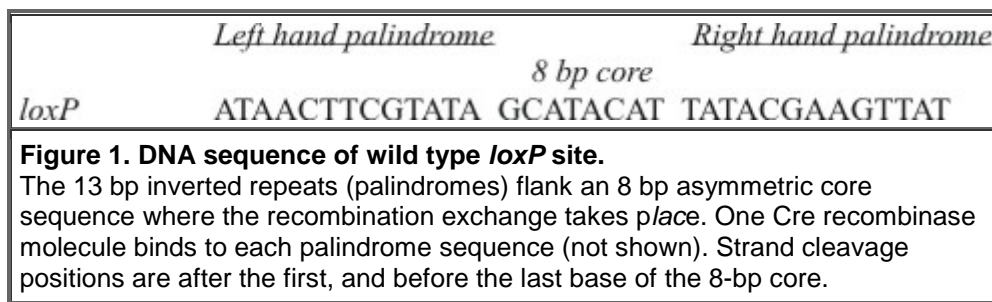 Left hand palindrome Right hand palindrome
8 bp core
loxP ATAACTTCGTATA GCATACAT TATACGAAGTTAT
Figure 1. DNA sequence of wild type loxP site.
The 13 bp inverted repeats (palindromes) flank an 8 bp asymmetric core
sequence where the recombination exchange takes place. One Cre recombinase
molecule binds to each palindrome sequence (not shown). Strand cleavage
positions are after the first, and before the last base of the 8-bp core.